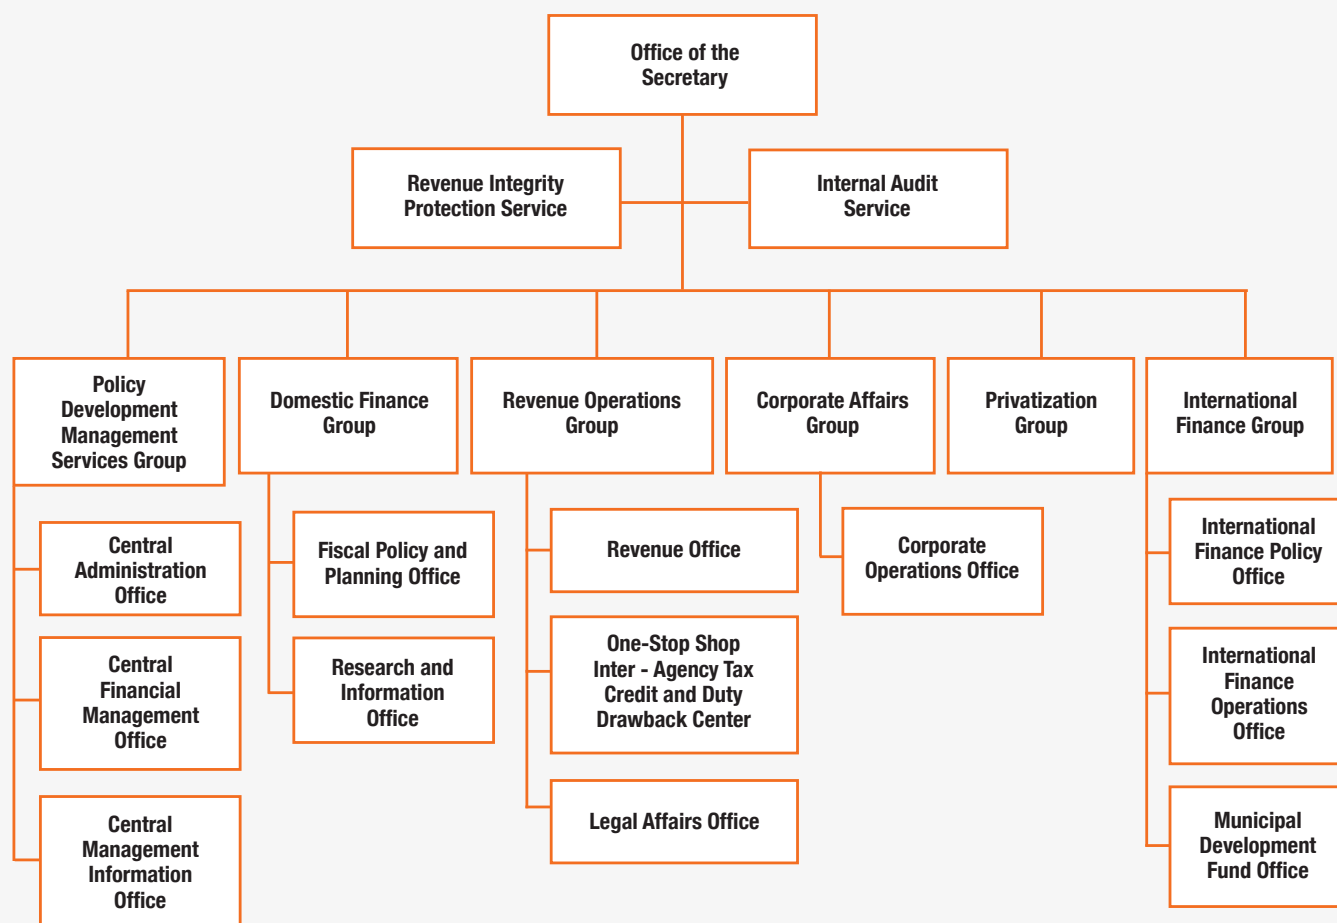 Office of the
Secretary
Revenue Integrity
Protection Service
Internal Audit
Service
Policy
Development
Management
Services Group
Domestic Finance
Group
Revenue Operations
Group
Corporate Affairs
Group
Privatization
Group
International
Finance Group
Central
Administration
Office
Central
Financial
Management
Office
Central
Management
Information
Office
Fiscal Policy and
Planning Office
Research and
Information
Office
Revenue Office
One-Stop Shop
Inter - Agency Tax
Credit and Duty
Drawback Center
Legal Affairs Office
Corporate
Operations Office
International
Finance Policy
Office
International
Finance
Operations
Office
Municipal
Development
Fund Office